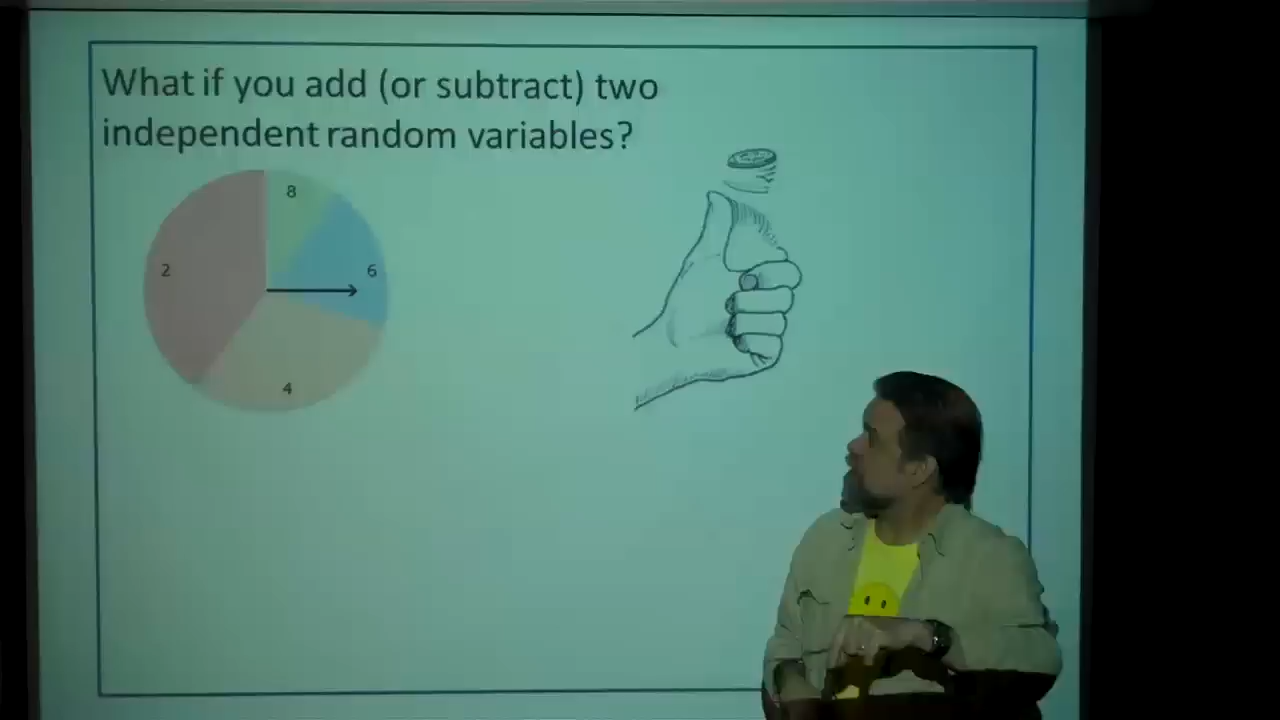 What if you add (or subtract) two
independent random variables?
8
2
6
4